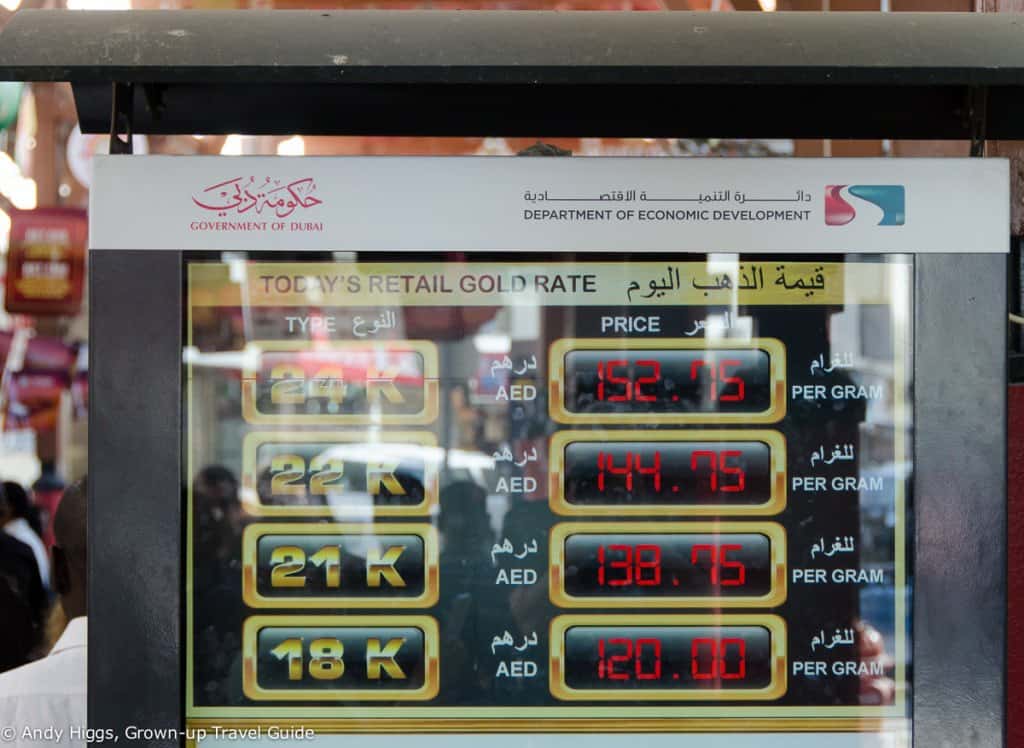 حكومة دبي
GOVERNMENT OF DUBAI
دائرة التنمية الاقتصادية
DEPARTMENT OF ECONOMIC DEVELOPMENT
TODAY'S RETAIL GOLD RATE قيمة الذهب اليوم
TYPE النوع PRICE السعر
24 K درهم AED 152.75 للغرام PER GRAM
22 K درهم AED 144.75 للغرام PER GRAM
21 K درهم AED 138.75 للغرام PER GRAM
18 K درهم AED 120.00 للغرام PER GRAM
© Andy Higgs, Grown-up Travel Guide